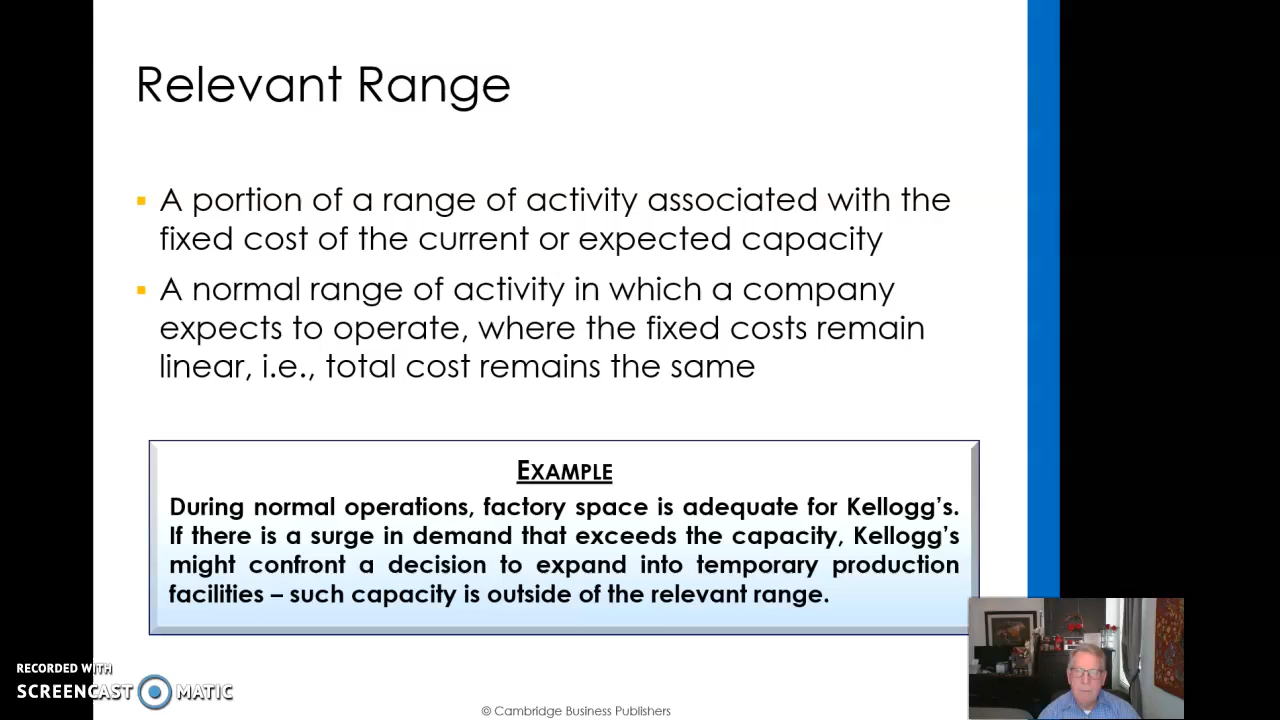 Relevant Range
▪ A portion of a range of activity associated with the
fixed cost of the current or expected capacity
▪ A normal range of activity in which a company
expects to operate, where the fixed costs remain
linear, i.e., total cost remains the same
EXAMPLE
During normal operations, factory space is adequate for Kellogg's.
If there is a surge in demand that exceeds the capacity, Kellogg's
might confront a decision to expand into temporary production
facilities – such capacity is outside of the relevant range.
RECORDED WITH
SCREENCAST MATIC
© Cambridge Business Publishers